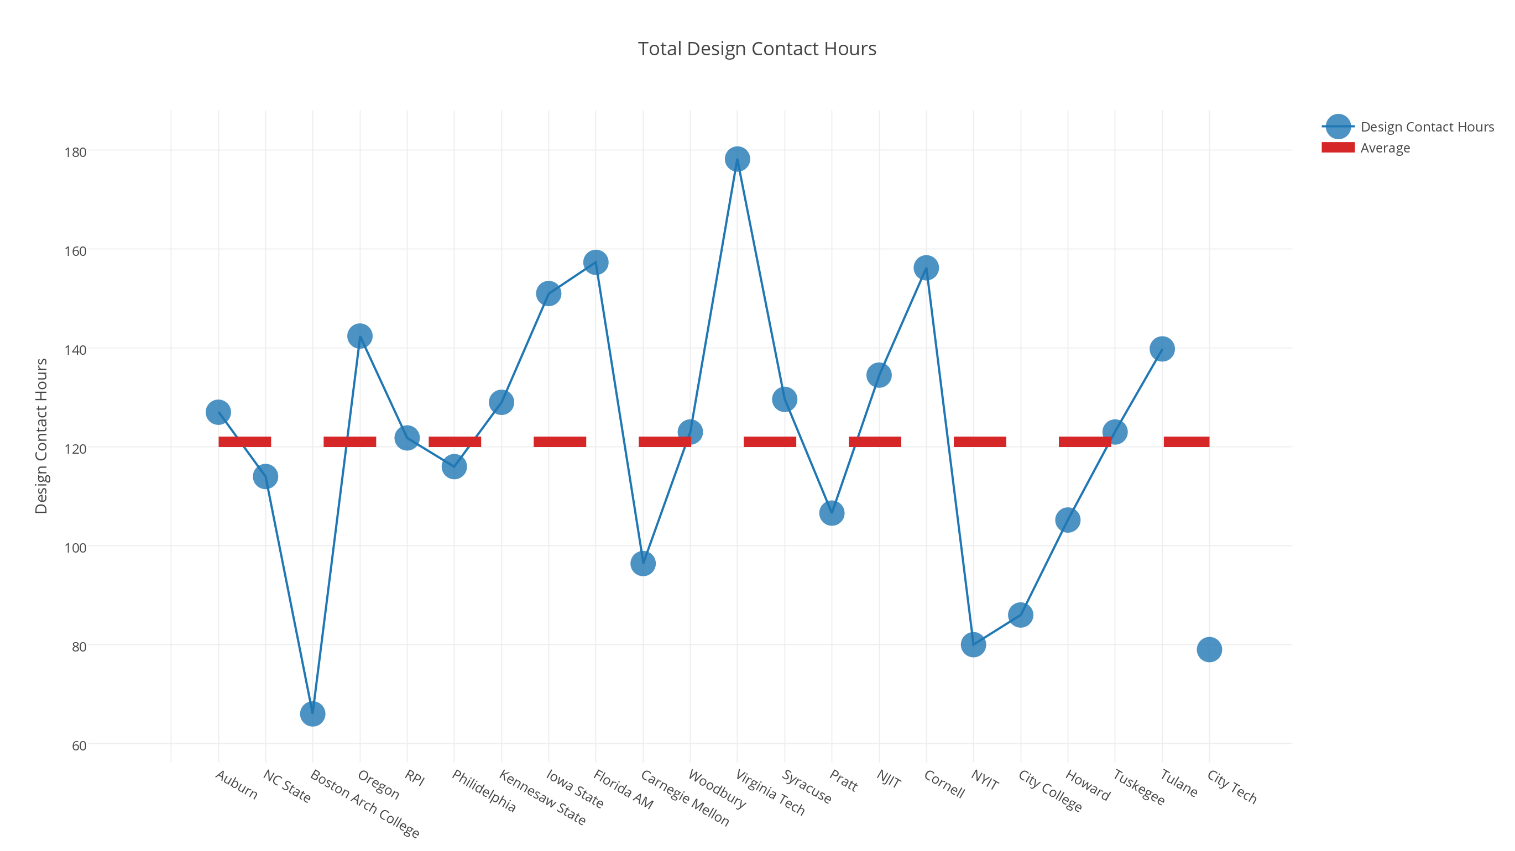 Total Design Contact Hours
Design Contact Hours
Average
180
160
140
120
100
80
60
Design Contact Hours
Auburn
NC State
Boston Arch College
Oregon
RPI
Philidelphia
Kennesaw State
Iowa State
Florida AM
Carnegie Mellon
Woodbury
Virginia Tech
Syracuse
Pratt
NJIT
Cornell
NYIT
City College
Howard
Tuskegee
Tulane
City Tech